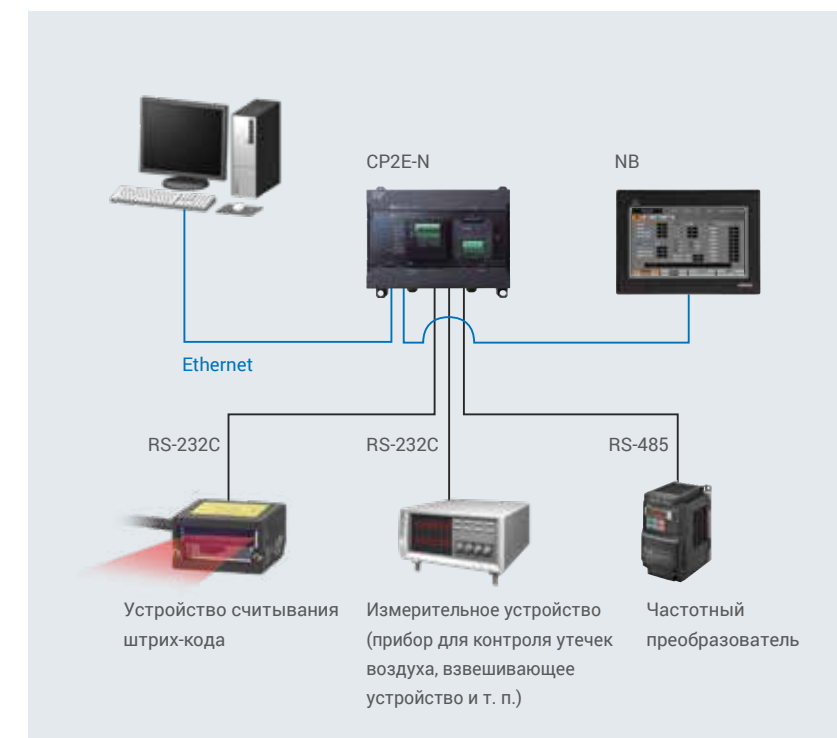 CP2E-N
NB
Ethernet
RS-232C
RS-232C
RS-485
Устройство считывания
штрих-кода
Измерительное устройство
(прибор для контроля утечек
воздуха, взвешивающее
устройство и т. п.)
Частотный
преобразователь